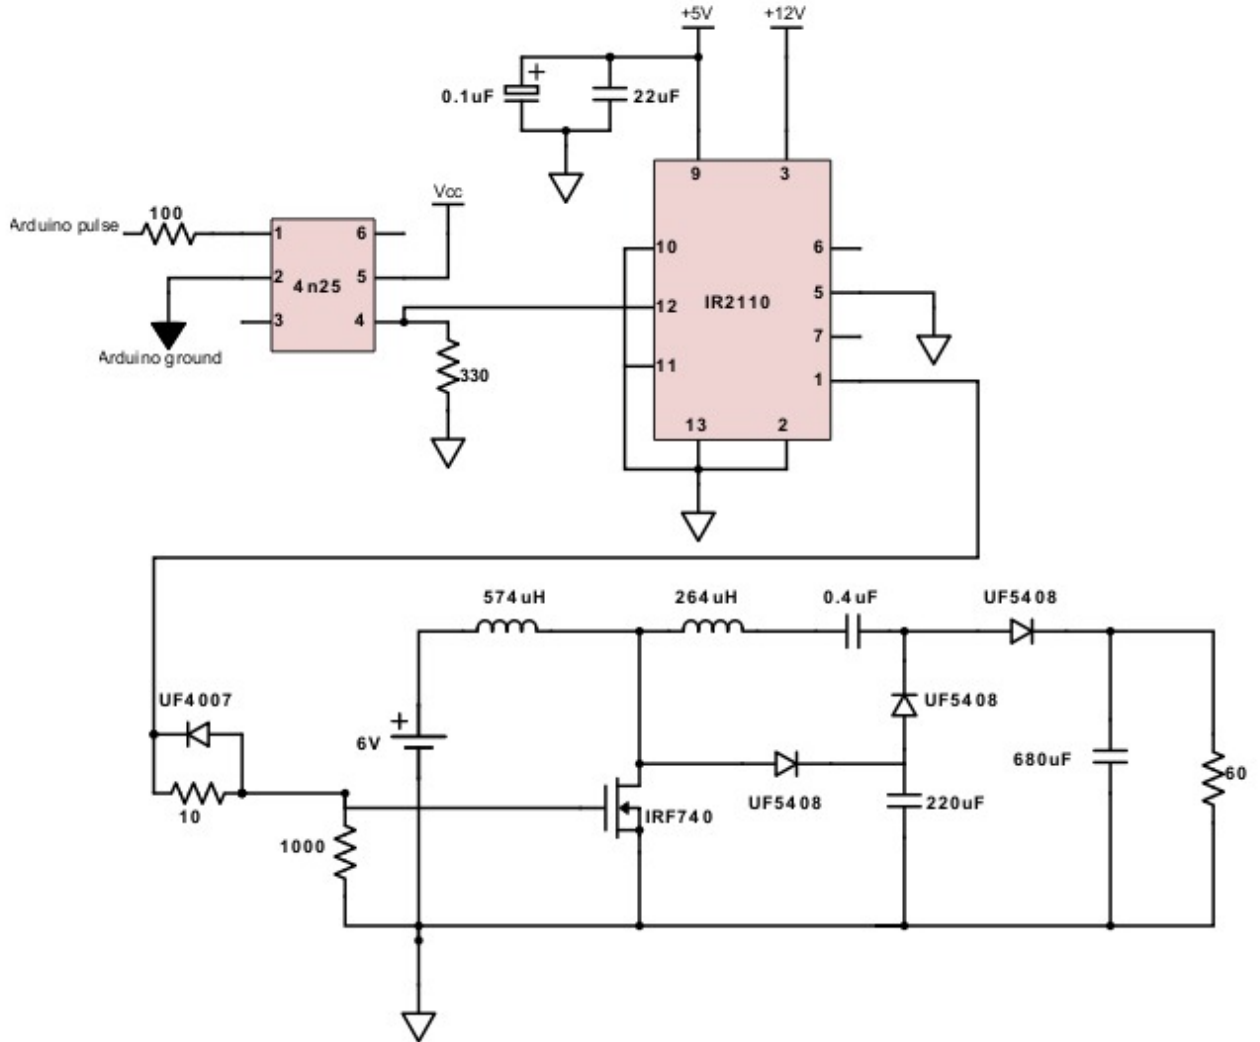 +5V
+12V
+
0.1uF
22uF
9
3
Vcc
Arduino pulse
100
1
6
10
6
2
5
4n25
12
IR2110
5
3
4
7
Arduino ground
11
1
330
13
2
574uH
264uH
0.4uF
UF5408
UF4007
UF5408
+
6V
680uF
60
UF5408
220uF
10
IRF740
1000